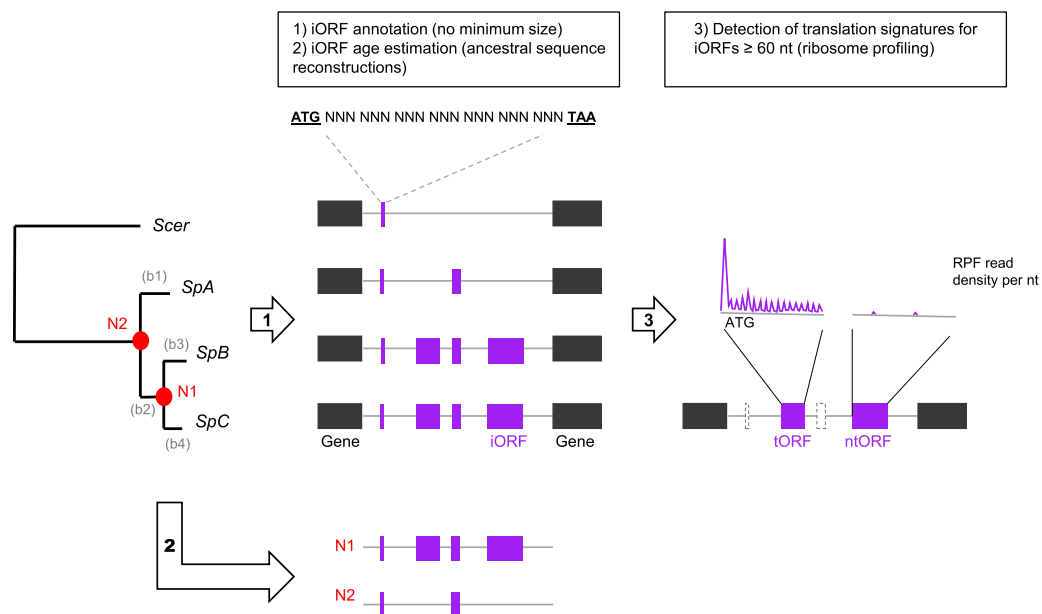 1) iORF annotation (no minimum size)
2) iORF age estimation (ancestral sequence
reconstructions)
3) Detection of translation signatures for
iORFs ≥ 60 nt (ribosome profiling)
ATG NNN NNN NNN NNN NNN NNN NNN TAA
Scer
(b1)
SpA
N2
(b3)
SpB
N1
(b2)
SpC
(b4)
1
Gene
iORF
Gene
3
RPF read
density per nt
ATG
tORF
ntORF
2
N1
N2